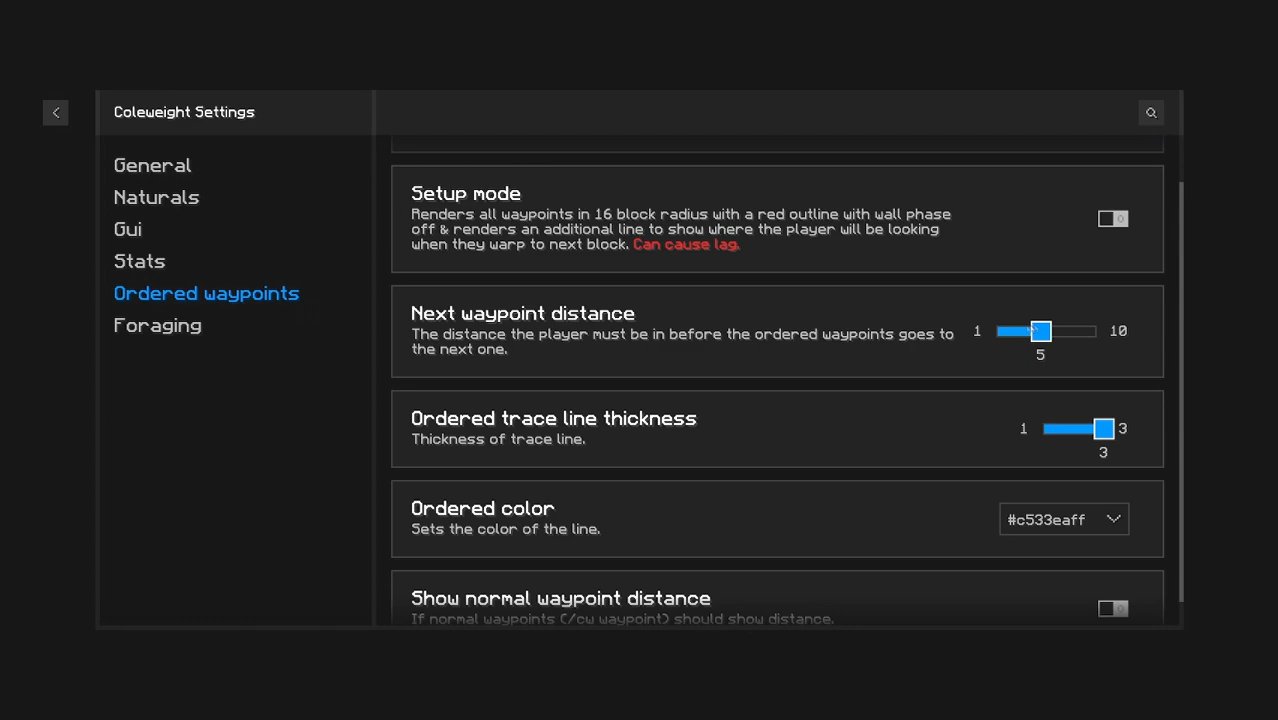 Coleweight Settings
General
Naturals
Gui
Stats
Ordered waypoints
Foraging
Setup mode
Renders all waypoints in 16 block radius with a red outline with wall phase
off & renders an additional line to show where the player will be looking
when they warp to next block. Can cause lag.
Next waypoint distance
The distance the player must be in before the ordered waypoints goes to
the next one.
1
10
5
Ordered trace line thickness
Thickness of trace line.
1
3
3
Ordered color
Sets the color of the line.
#c533eaff
Show normal waypoint distance
If normal waypoints (/cw waypoint) should show distance.